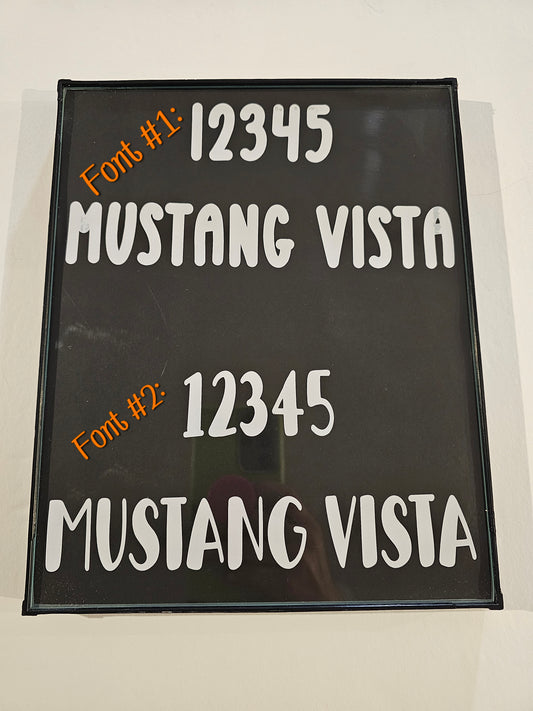 Font #1:
12345
MUSTANG VISTA
Font #2:
12345
MUSTANG VISTA